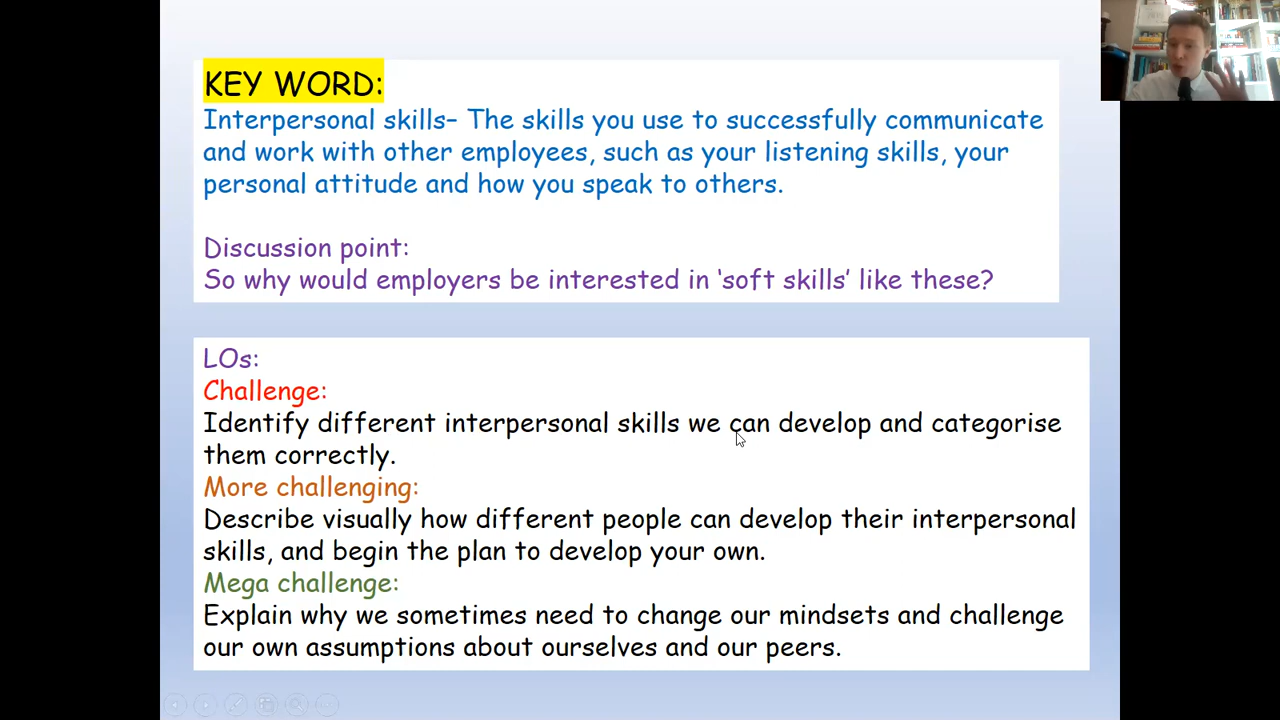 KEY WORD:
Interpersonal skills– The skills you use to successfully communicate
and work with other employees, such as your listening skills, your
personal attitude and how you speak to others.
Discussion point:
So why would employers be interested in ‘soft skills’ like these?
LOs:
Challenge:
Identify different interpersonal skills we can develop and categorise
them correctly.
More challenging:
Describe visually how different people can develop their interpersonal
skills, and begin the plan to develop your own.
Mega challenge:
Explain why we sometimes need to change our mindsets and challenge
our own assumptions about ourselves and our peers.